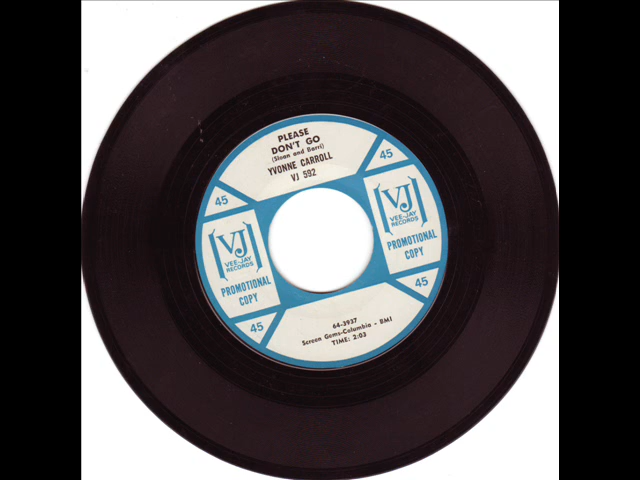 PLEASE
DON'T GO
(Sloan and Barri)
YVONNE CARROLL
VJ 592
45
45
VJ
VEE-JAY
RECORDS
PROMOTIONAL
COPY
VJ
VEE-JAY
RECORDS
PROMOTIONAL
COPY
45
45
64-3937
Screen Gems-Columbia - BMI
TIME: 2:03